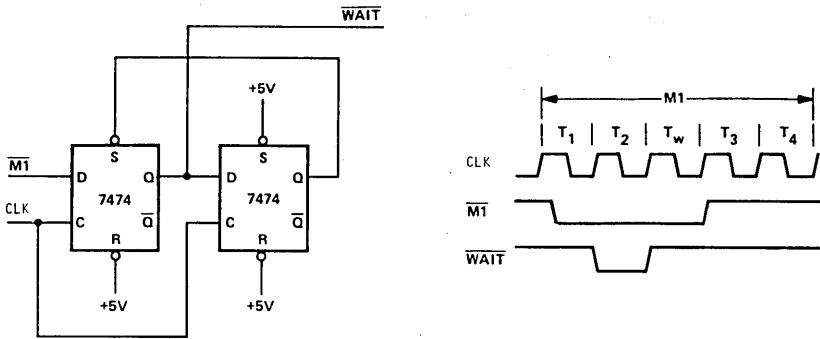 WAIT
+5V
S
S
M1
D
Q
D
Q
7474
7474
CLK
C
Q
C
Q
R
R
+5V
+5V
M1
T1
T2
Tw
T3
T4
CLK
M1
WAIT